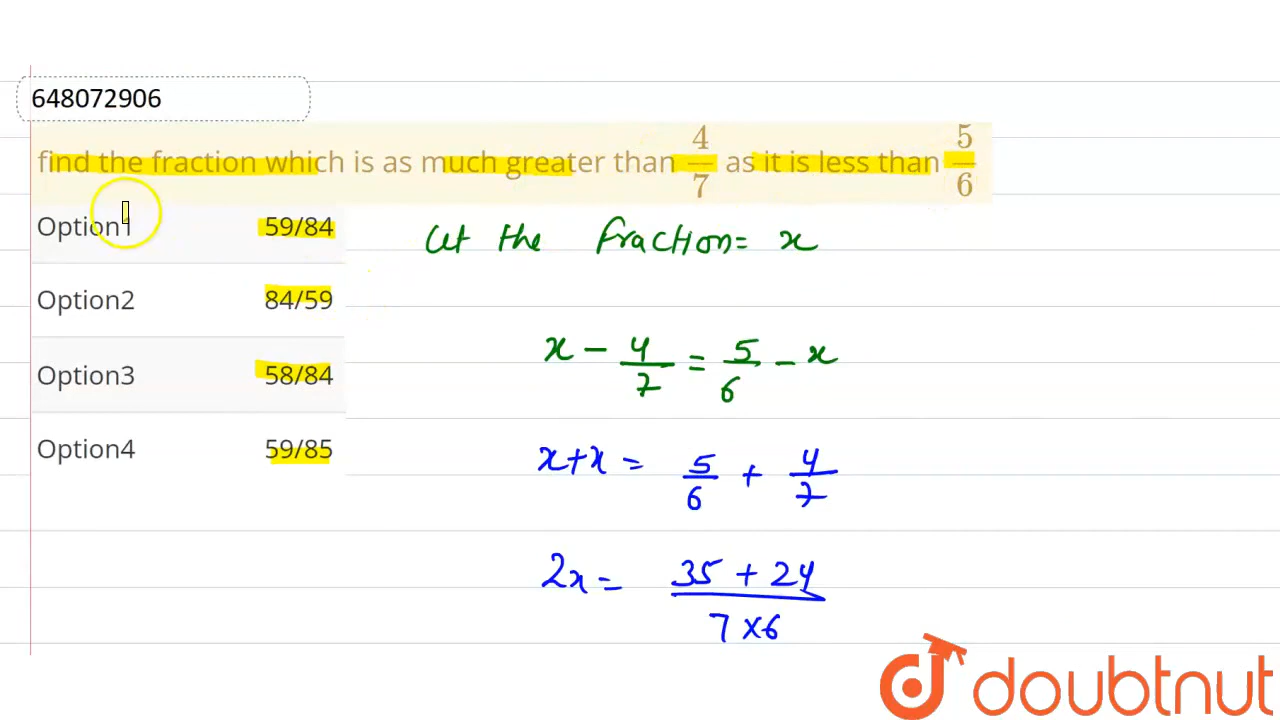 648072906
find the fraction which is as much greater than 4/7 as it is less than 5/6
Option1 59/84
Option2 84/59
Option3 58/84
Option4 59/85
Let the fraction= x
x - 4/7 = 5/6 - x
x+x = 5/6 + 4/7
2x = 35 + 24 / 7×6
doubtnut